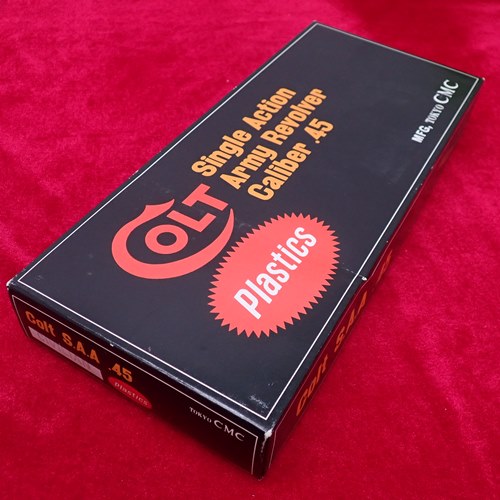 COLT
Single Action
Army Revolver
Caliber .45
Plastics
MFG, TOKYO CMC
Colt S.A.A .45
Plastics
TOKYO CMC
Colt S.A.A